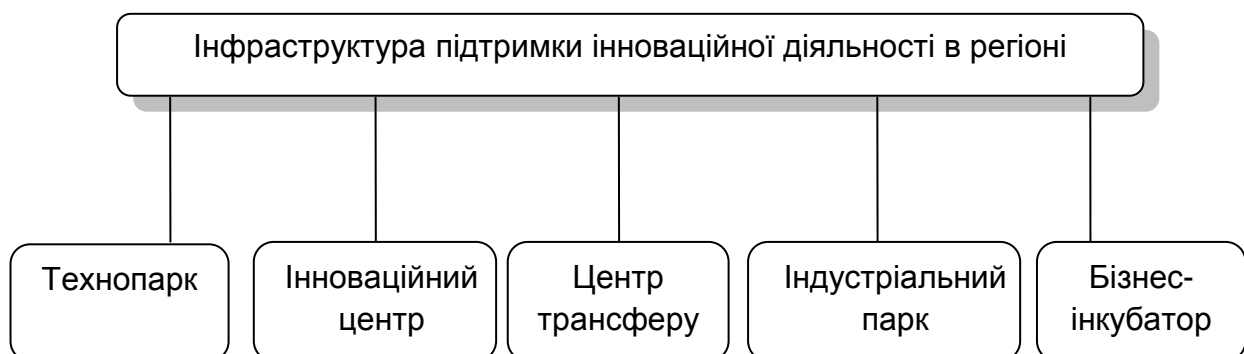 Інфраструктура підтримки інноваційної діяльності в регіоні
Технопарк
Інноваційний
центр
Центр
трансферу
Індустріальний
парк
Бізнес-
інкубатор